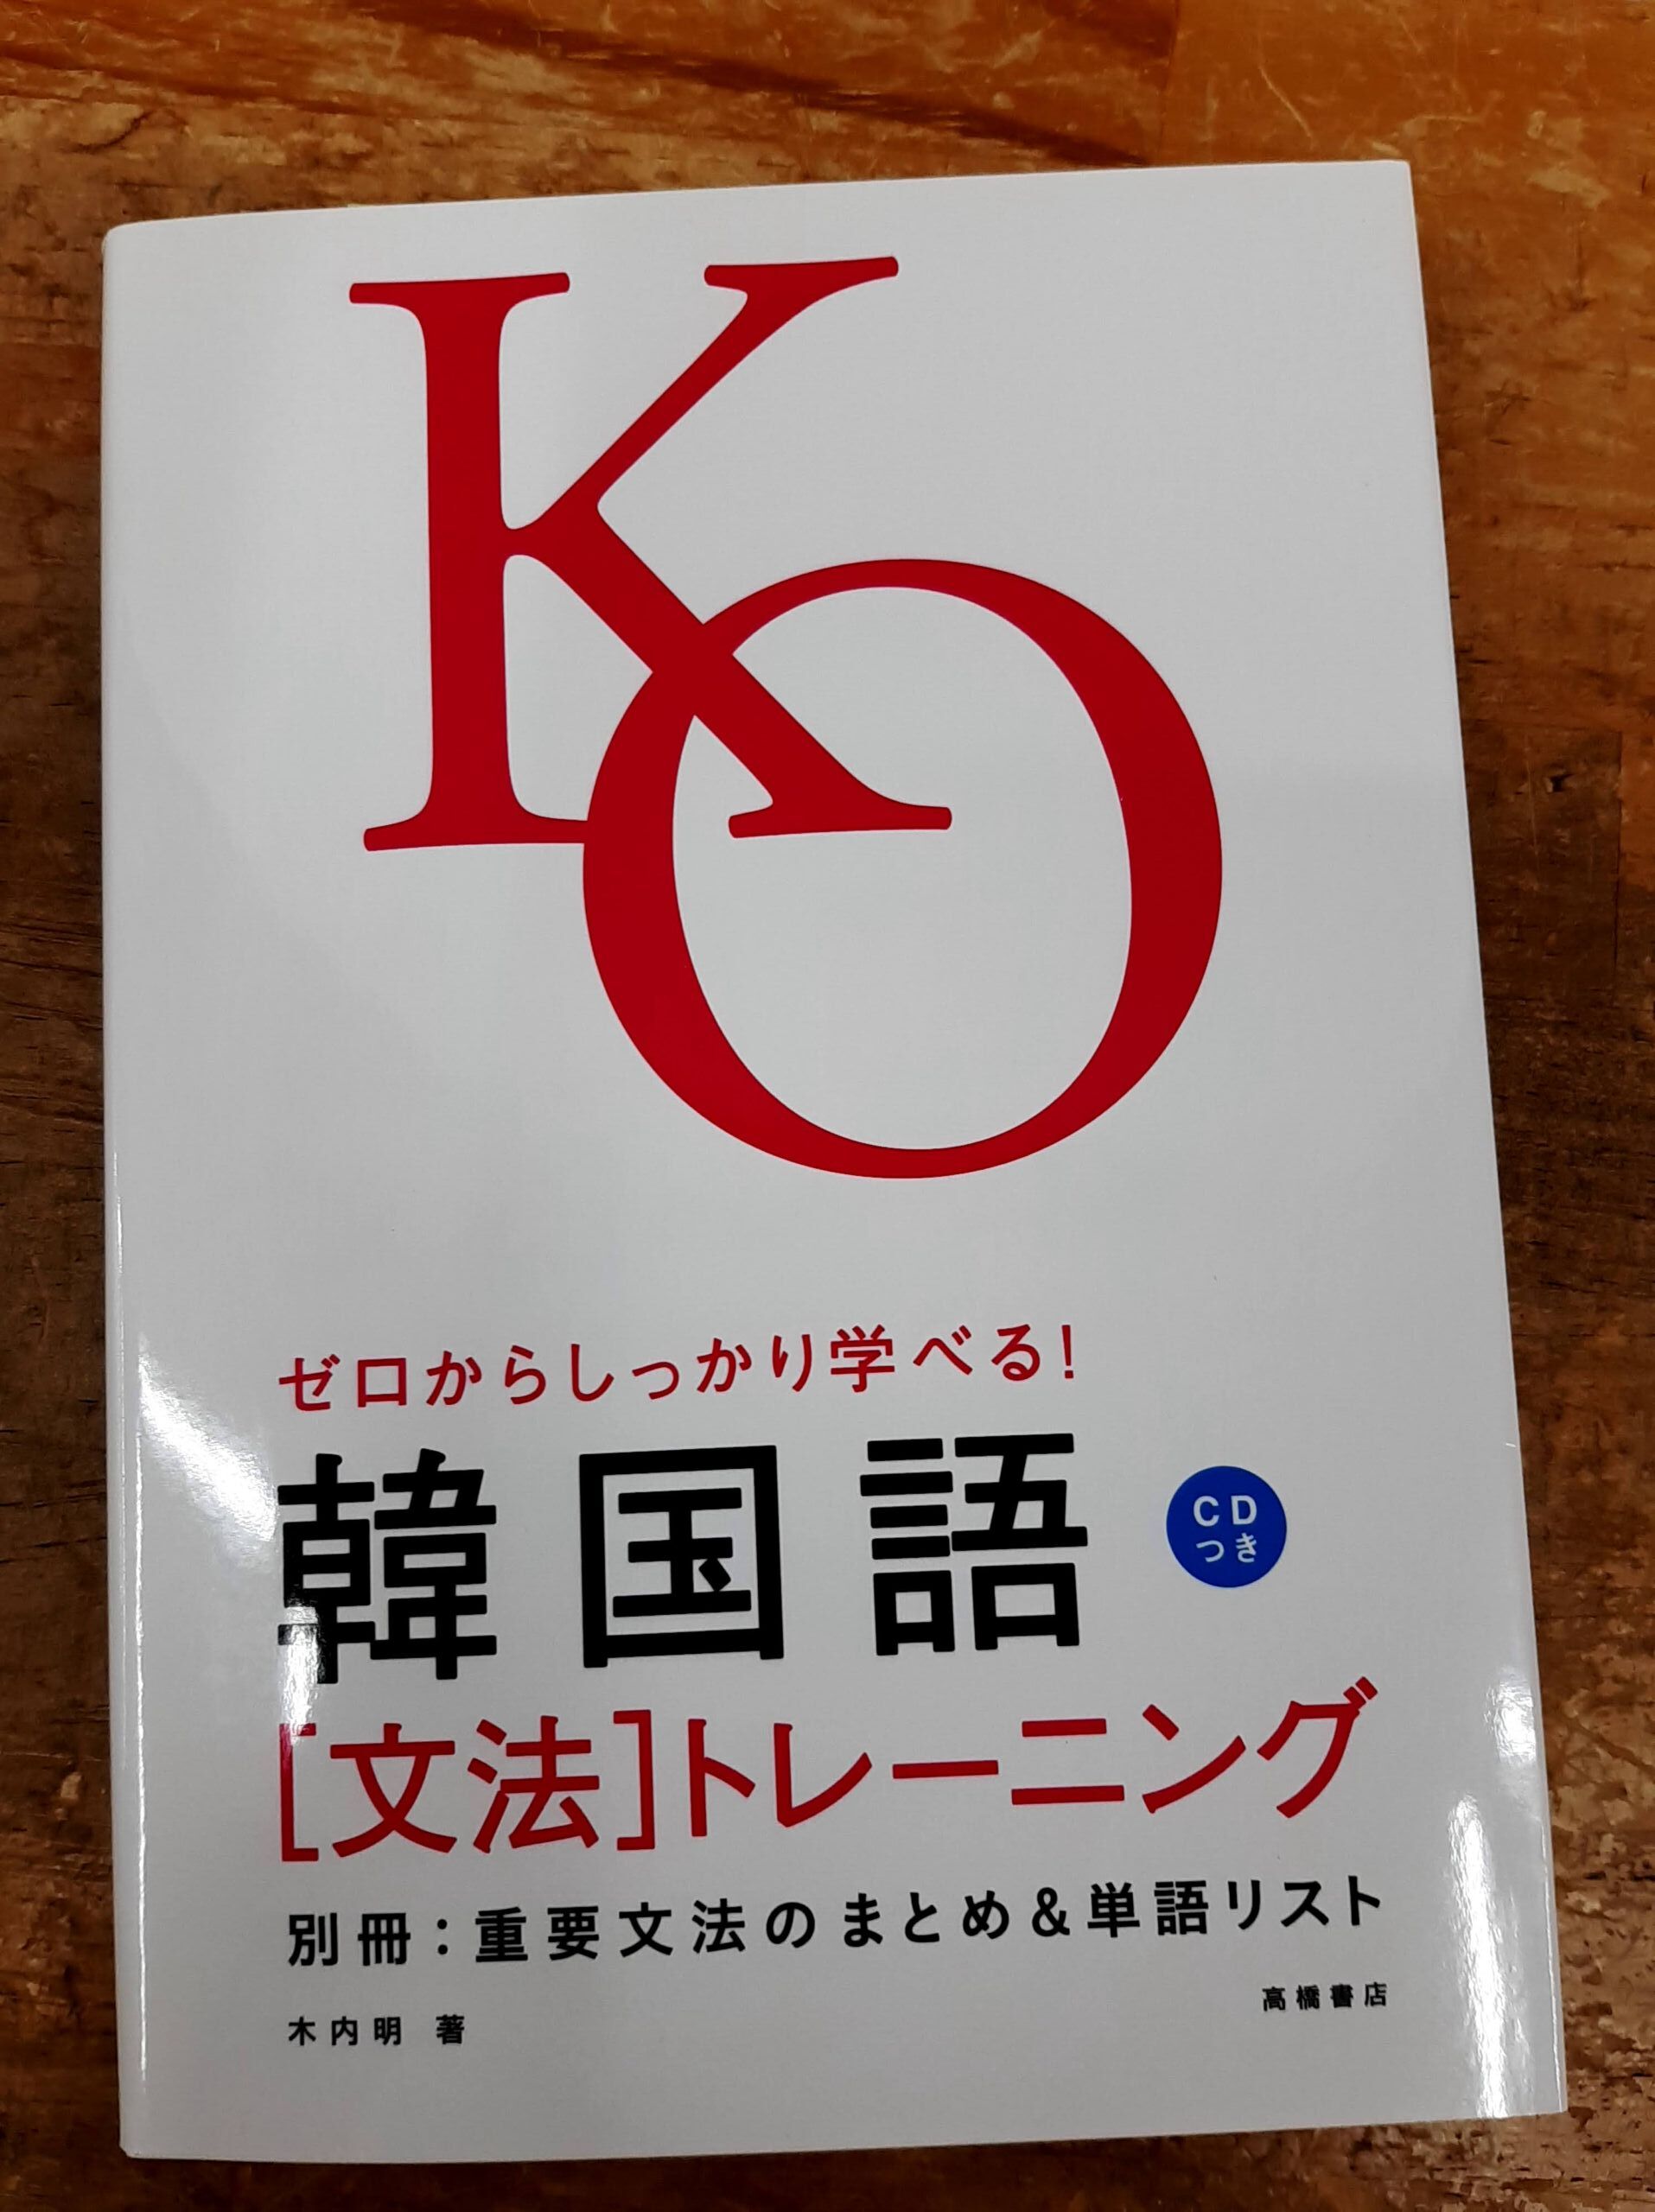 KO
ゼロからしっかり学べる!
韓国語
CD
つき
[文法]トレーニング
別冊:重要文法のまとめ&単語リスト
木内明 著
高橋書店